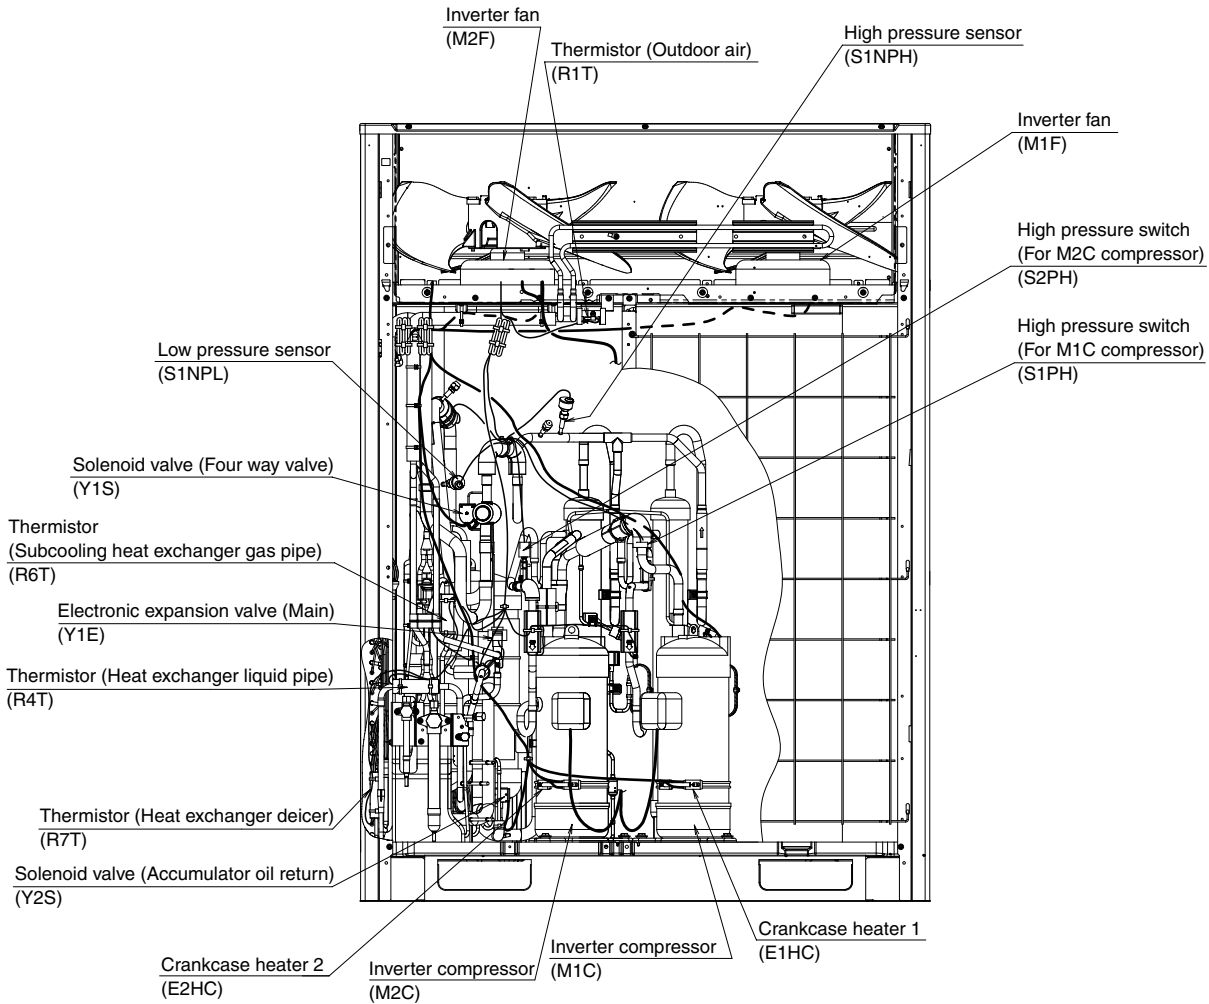 Inverter fan
(M2F)
Thermistor (Outdoor air)
(R1T)
High pressure sensor
(S1NPH)
Inverter fan
(M1F)
High pressure switch
(For M2C compressor)
(S2PH)
High pressure switch
(For M1C compressor)
(S1PH)
Low pressure sensor
(S1NPL)
Solenoid valve (Four way valve)
(Y1S)
Thermistor
(Subcooling heat exchanger gas pipe)
(R6T)
Electronic expansion valve (Main)
(Y1E)
Thermistor (Heat exchanger liquid pipe)
(R4T)
Thermistor (Heat exchanger deicer)
(R7T)
Solenoid valve (Accumulator oil return)
(Y2S)
Crankcase heater 2
(E2HC)
Inverter compressor
(M2C)
Inverter compressor
(M1C)
Crankcase heater 1
(E1HC)